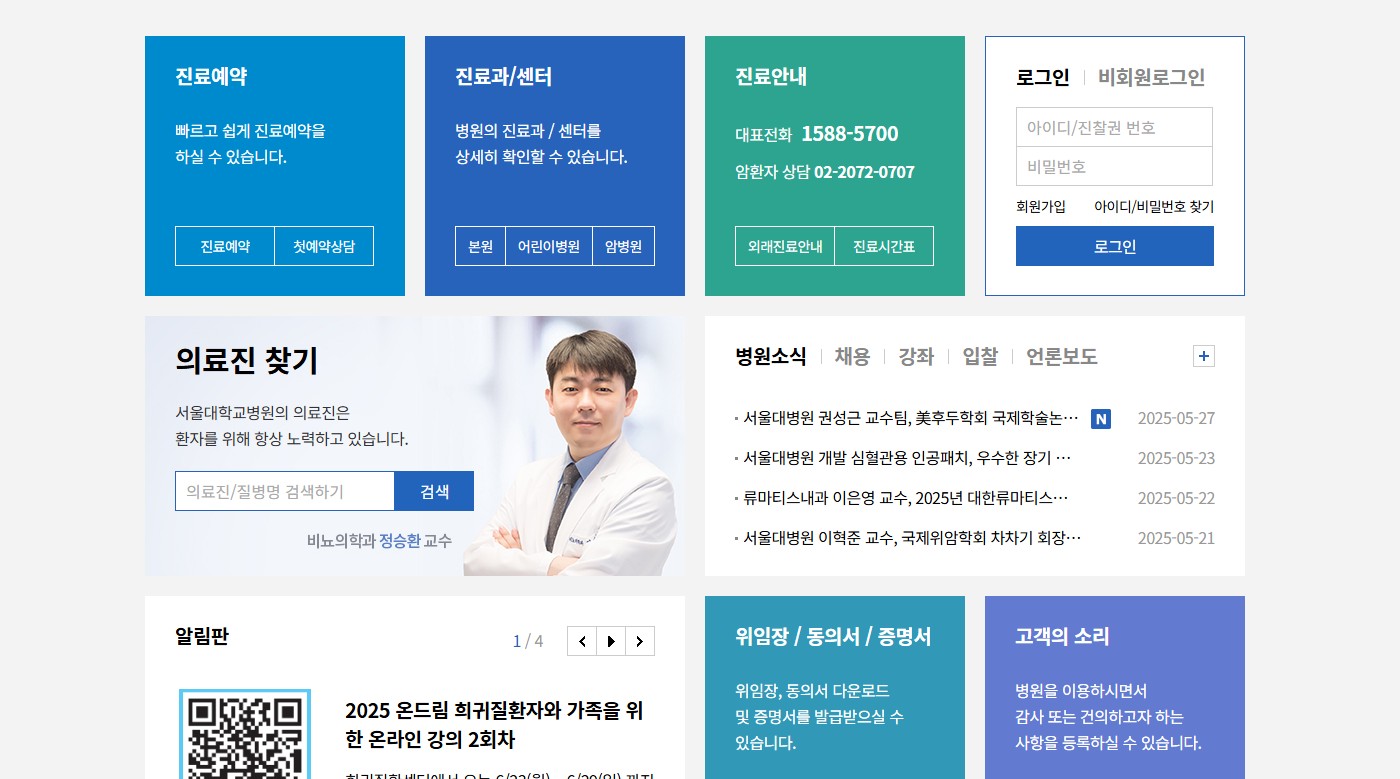 진료예약
빠르고 쉽게 진료예약을
하실 수 있습니다.
진료예약 첫예약상담
진료과/센터
병원의 진료과 / 센터를
상세히 확인할 수 있습니다.
본원 어린이병원 암병원
진료안내
대표전화 1588-5700
암환자 상담 02-2072-0707
외래진료안내 진료시간표
로그인 비회원로그인
아이디/진찰권 번호
비밀번호
회원가입 아이디/비밀번호 찾기
로그인
의료진 찾기
서울대학교병원의 의료진은
환자를 위해 항상 노력하고 있습니다.
의료진/질병명 검색하기 검색
비뇨의학과 정승환 교수
병원소식 채용 강좌 입찰 언론보도 +
서울대병원 권성근 교수팀, 美후두학회 국제학술논… N 2025-05-27
서울대병원 개발 심혈관용 인공패치, 우수한 장기 … 2025-05-23
류마티스내과 이은영 교수, 2025년 대한류마티스… 2025-05-22
서울대병원 이혁준 교수, 국제위암학회 차차기 회장… 2025-05-21
알림판 1 / 4
2025 온드림 희귀질환자와 가족을 위
한 온라인 강의 2회차
위임장 / 동의서 / 증명서
위임장, 동의서 다운로드
및 증명서를 발급받으실 수
있습니다.
고객의 소리
병원을 이용하시면서
감사 또는 건의하고자 하는
사항을 등록하실 수 있습니다.